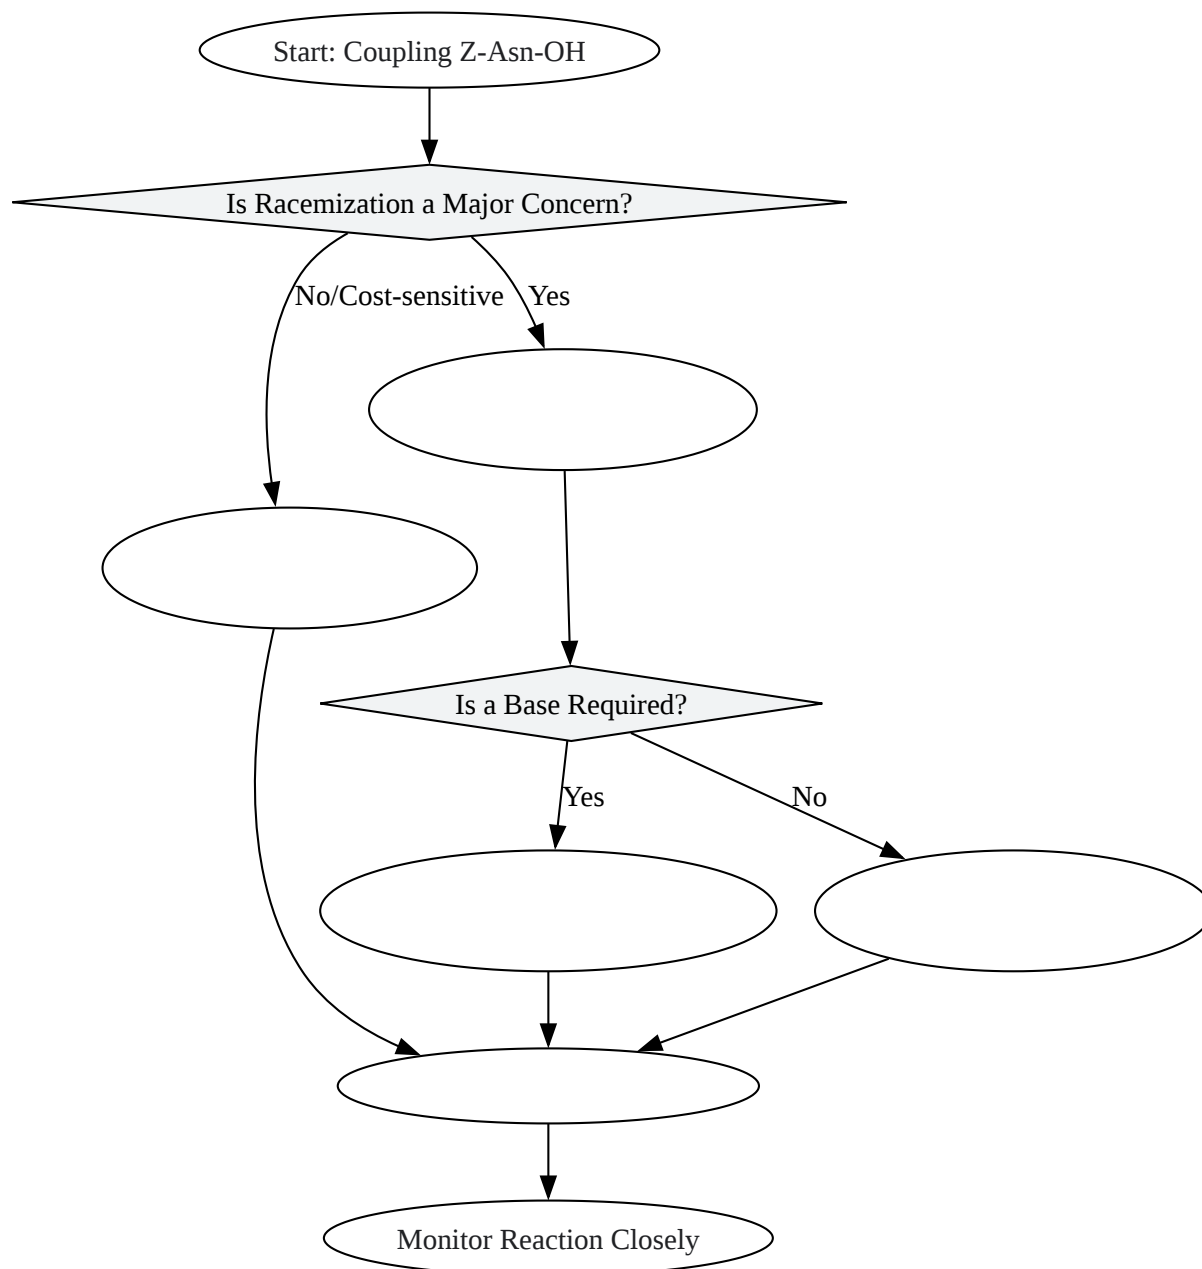 Start: Coupling Z-Asn-OH
Is Racemization a Major Concern?
No/Cost-sensitive
Yes
Is a Base Required?
Yes
No
Monitor Reaction Closely